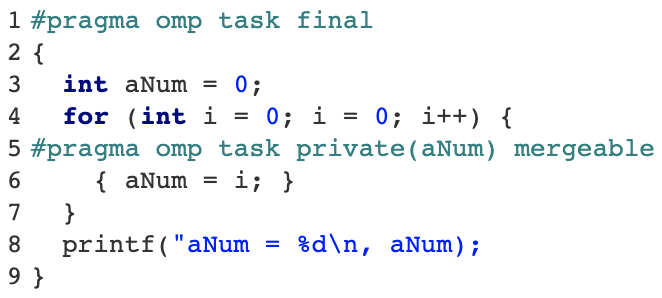 1 #pragma omp task final
2 {
3   int aNum = 0;
4   for (int i = 0; i = 0; i++) {
5 #pragma omp task private(aNum) mergeable
6     { aNum = i; }
7   }
8   printf("aNum = %d\n, aNum);
9 }